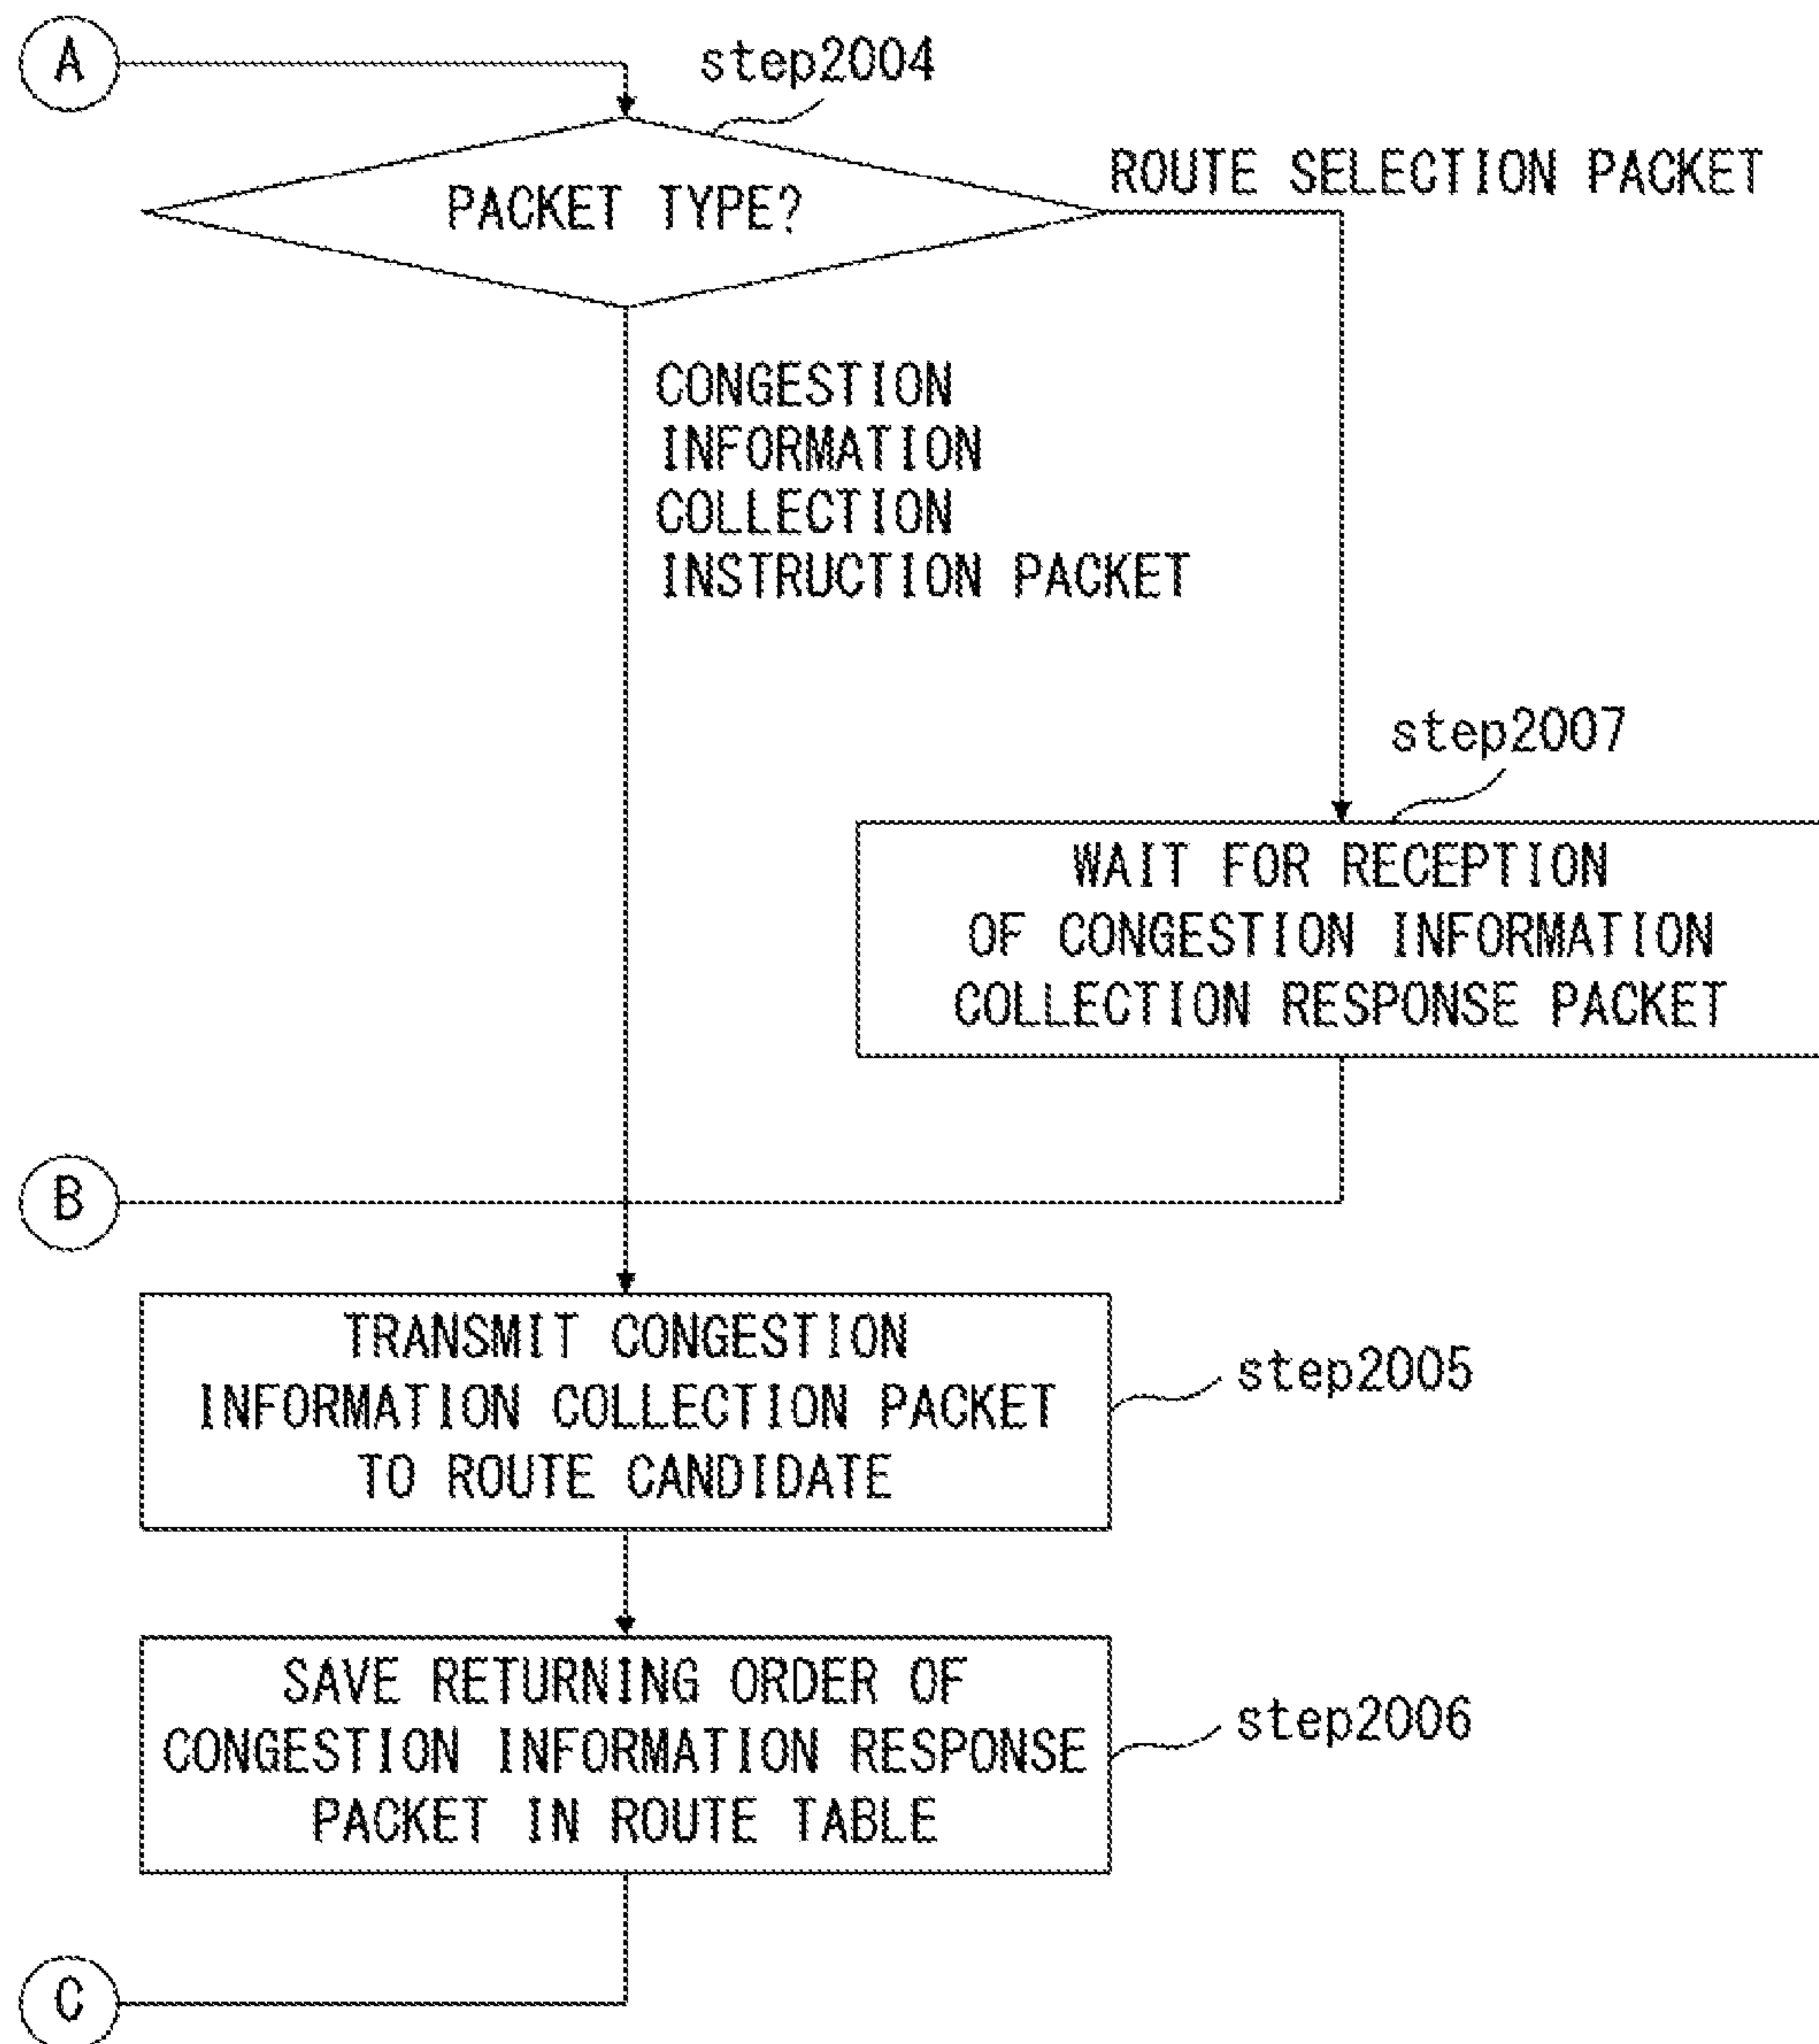 A
step2004
PACKET TYPE?
ROUTE SELECTION PACKET
CONGESTION
INFORMATION
COLLECTION
INSTRUCTION PACKET
step2007
WAIT FOR RECEPTION
OF CONGESTION INFORMATION
COLLECTION RESPONSE PACKET
B
TRANSMIT CONGESTION
INFORMATION COLLECTION PACKET
TO ROUTE CANDIDATE
step2005
SAVE RETURNING ORDER OF
CONGESTION INFORMATION RESPONSE
PACKET IN ROUTE TABLE
step2006
C